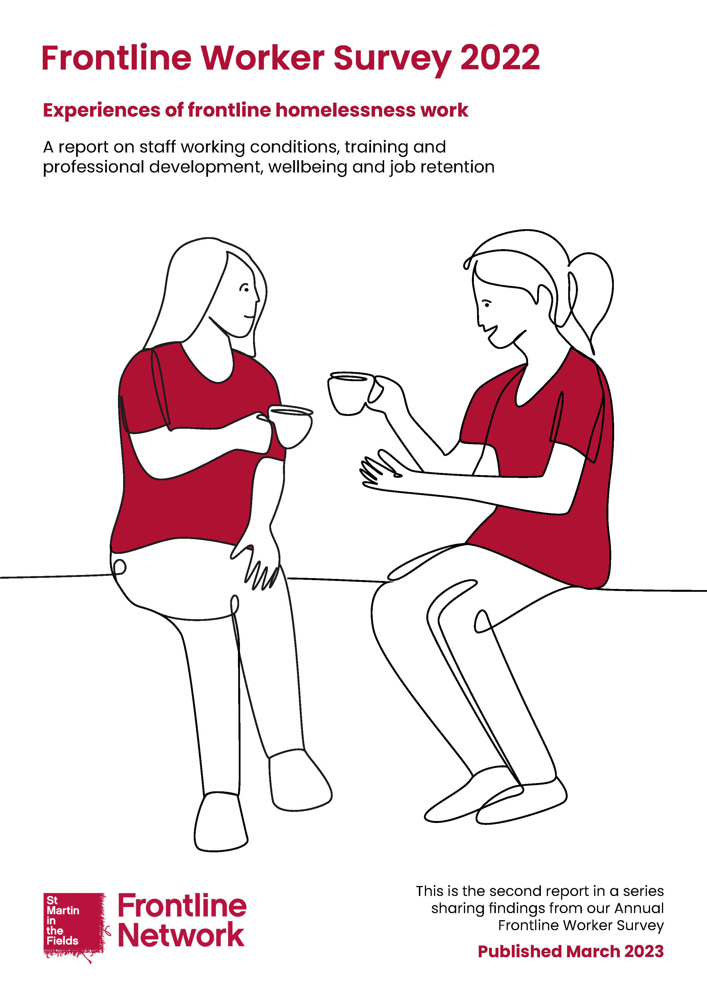 Frontline Worker Survey 2022
Experiences of frontline homelessness work
A report on staff working conditions, training and
professional development, wellbeing and job retention
St
Martin
in
the
Fields
Frontline
Network
This is the second report in a series
sharing findings from our Annual
Frontline Worker Survey
Published March 2023